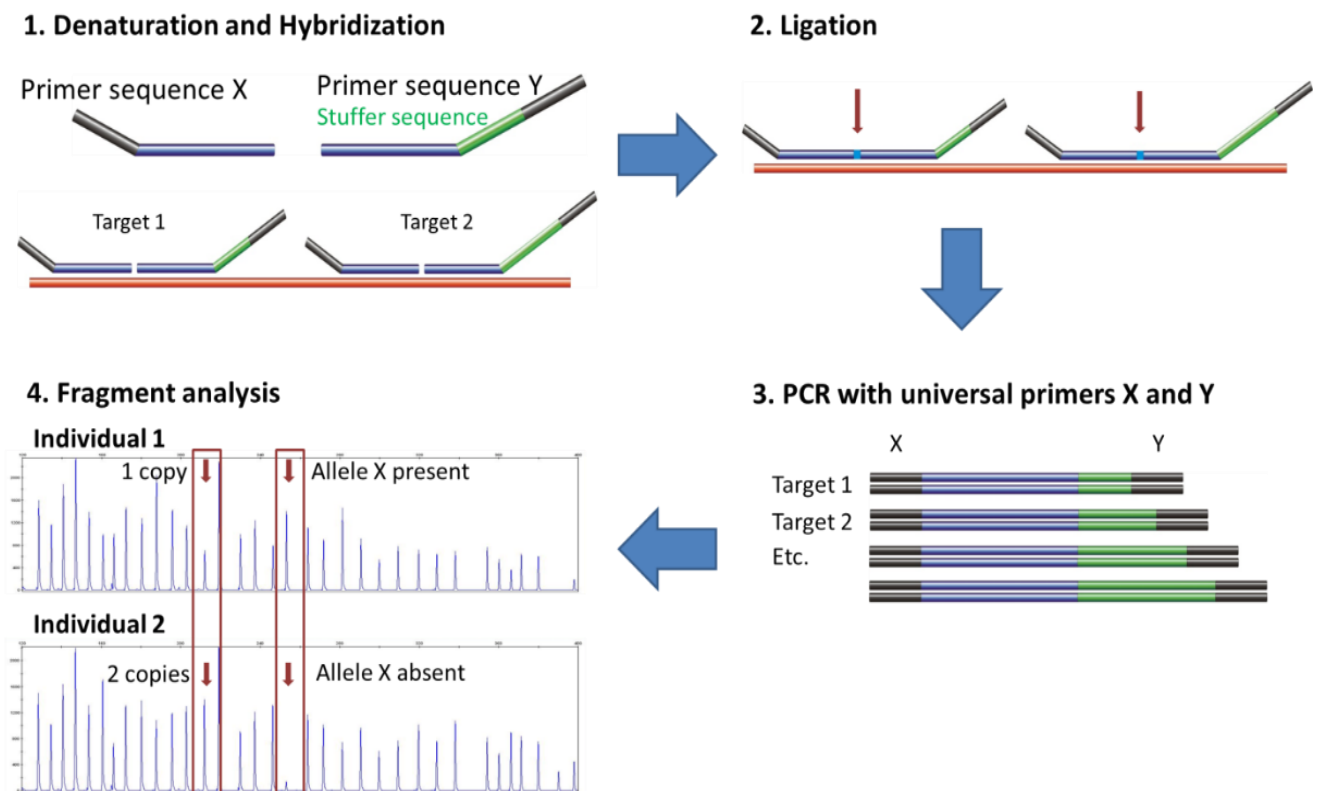 1. Denaturation and Hybridization
Primer sequence X
Primer sequence Y
Stuffer sequence
Target 1
Target 2
2. Ligation
3. PCR with universal primers X and Y
X
Y
Target 1
Target 2
Etc.
4. Fragment analysis
Individual 1
1 copy
Allele X present
Individual 2
2 copies
Allele X absent